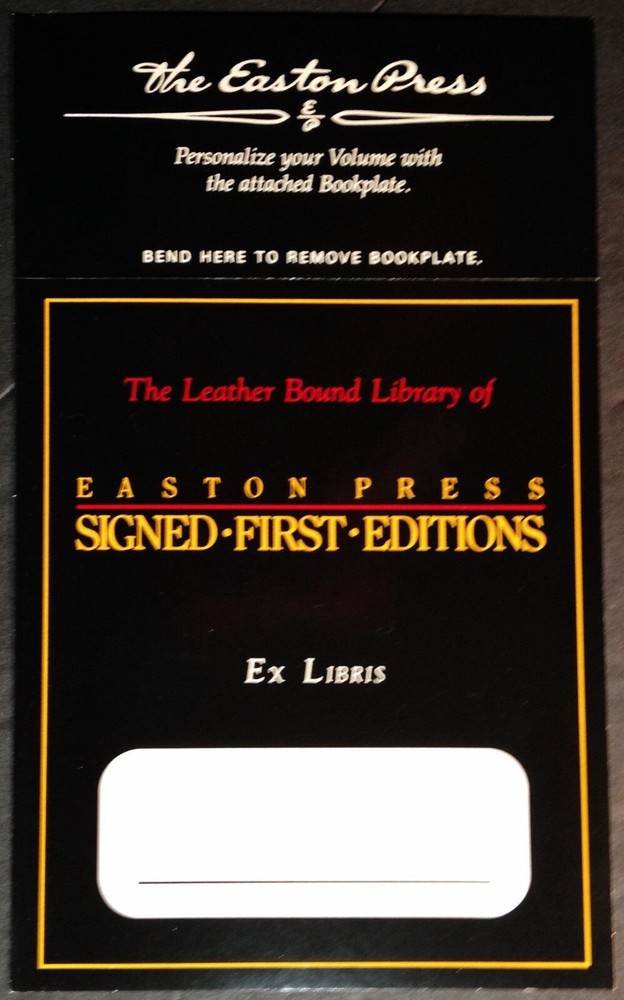 The Easton Press
E
P
Personalize your Volume with
the attached Bookplate.
BEND HERE TO REMOVE BOOKPLATE.
The Leather Bound Library of
EASTON PRESS
SIGNED·FIRST·EDITIONS
EX LIBRIS